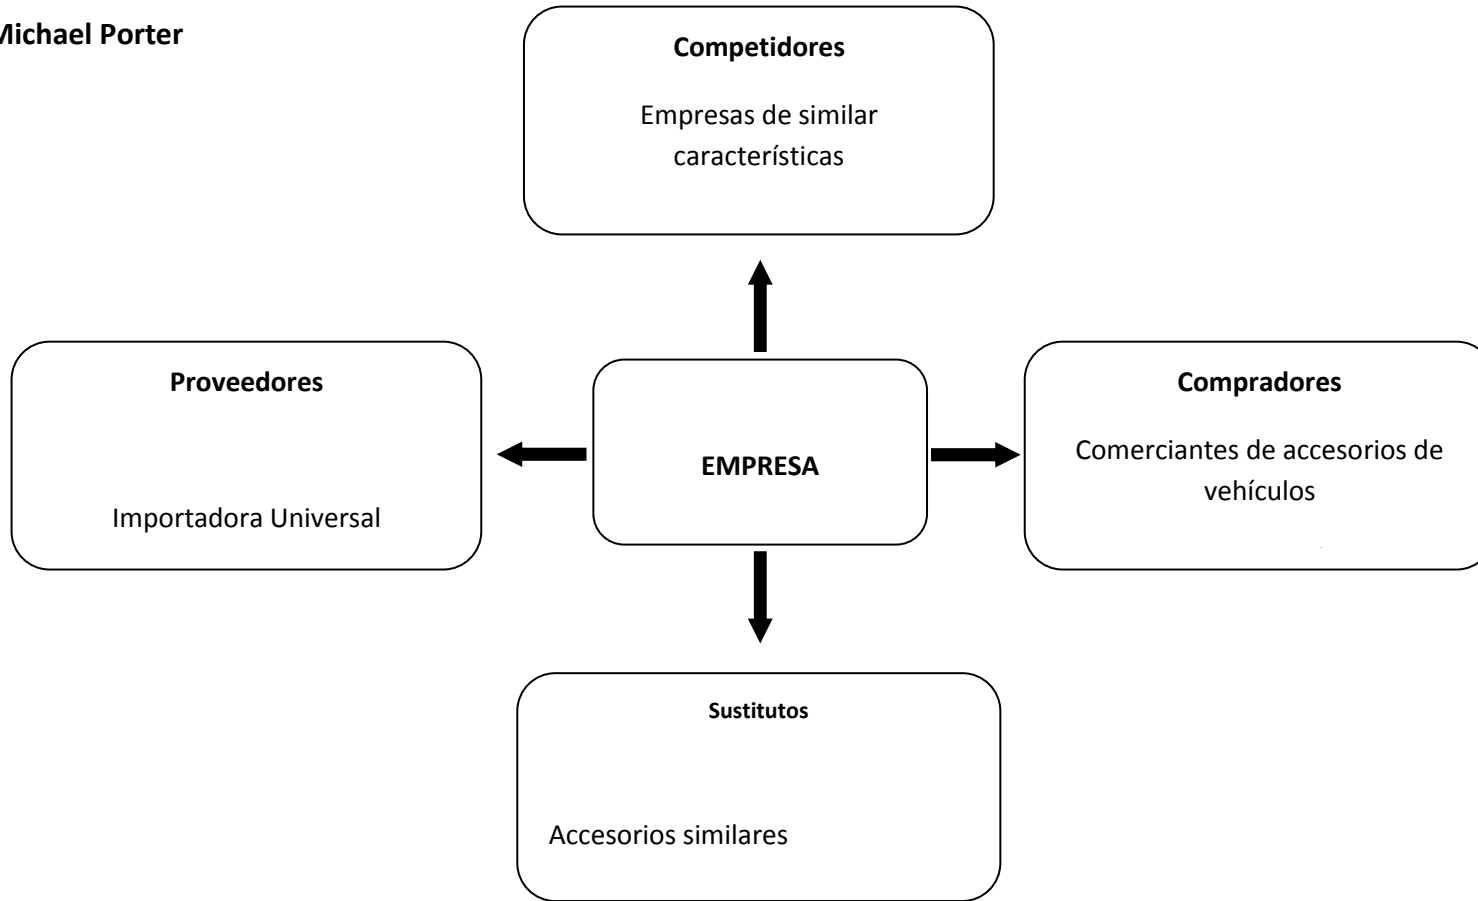 Michael Porter
Competidores
Empresas de similar
características
Proveedores
Importadora Universal
EMPRESA
Compradores
Comerciantes de accesorios de
vehículos
Sustitutos
Accesorios similares